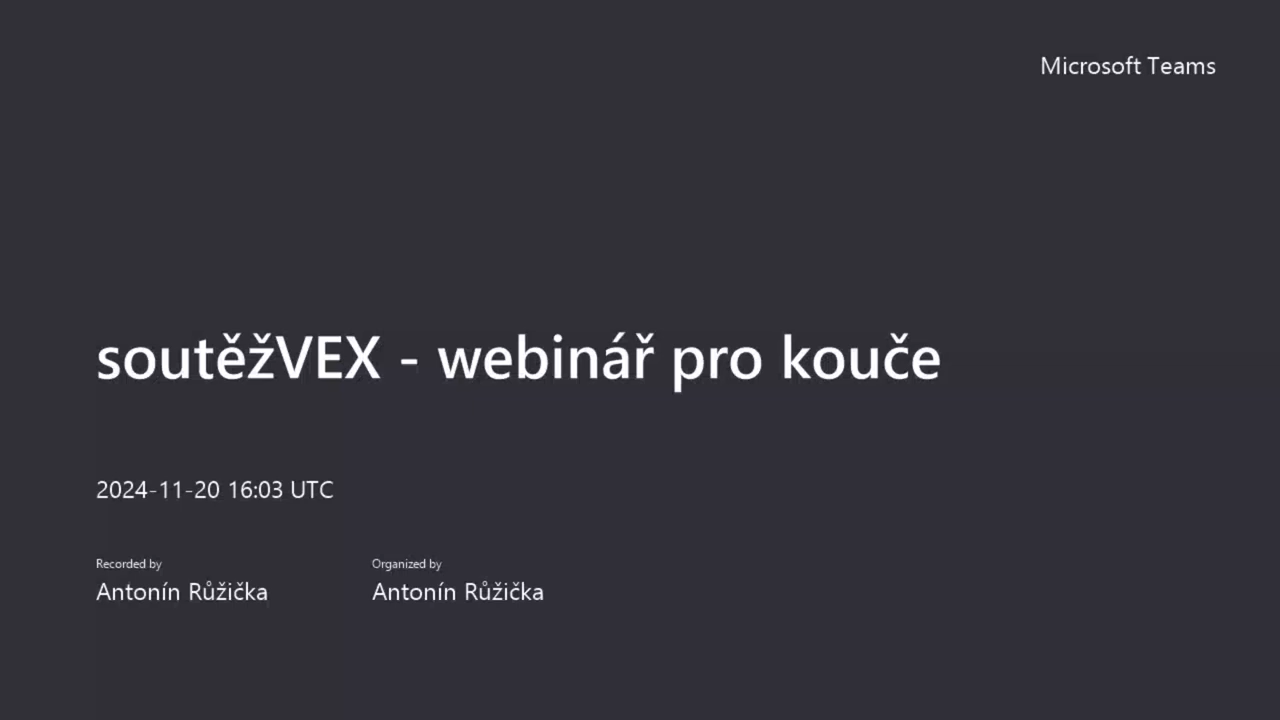 Microsoft Teams
soutěžVEX - webinář pro kouče
2024-11-20 16:03 UTC
Recorded by
Antonín Růžička
Organized by
Antonín Růžička